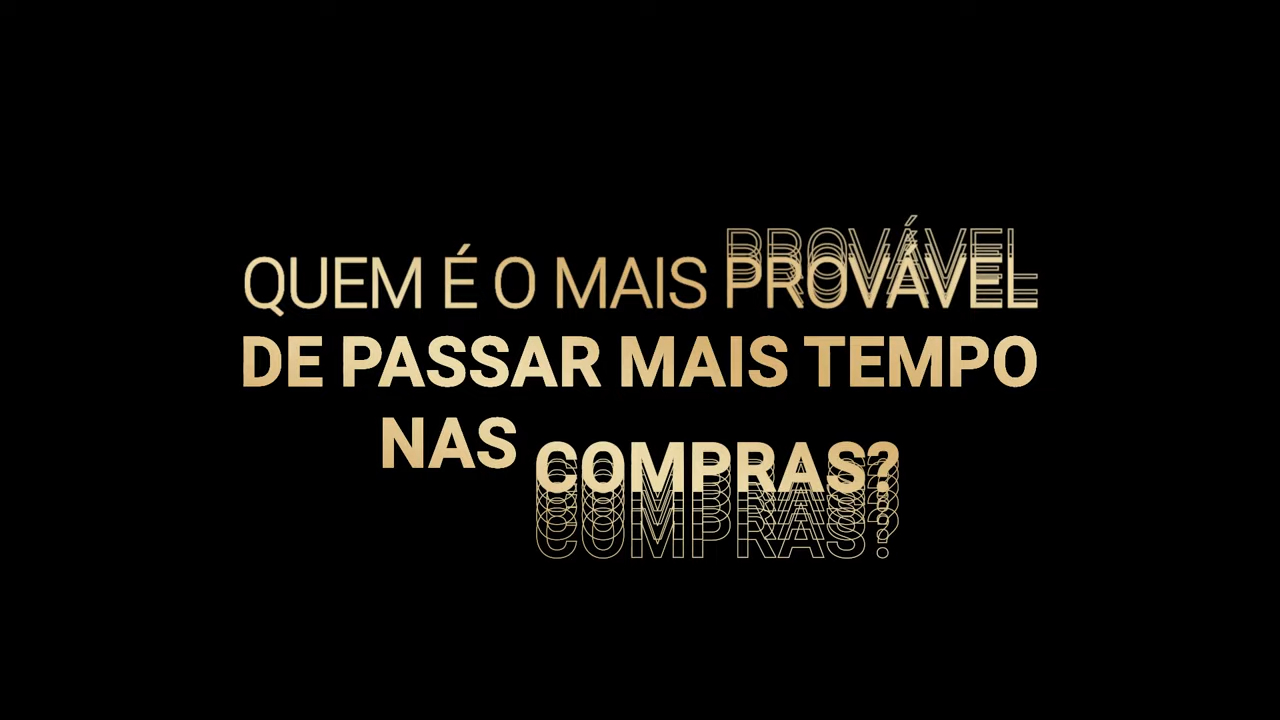 QUEM É O MAIS PROVÁVEL
DE PASSAR MAIS TEMPO
NAS COMPRAS?